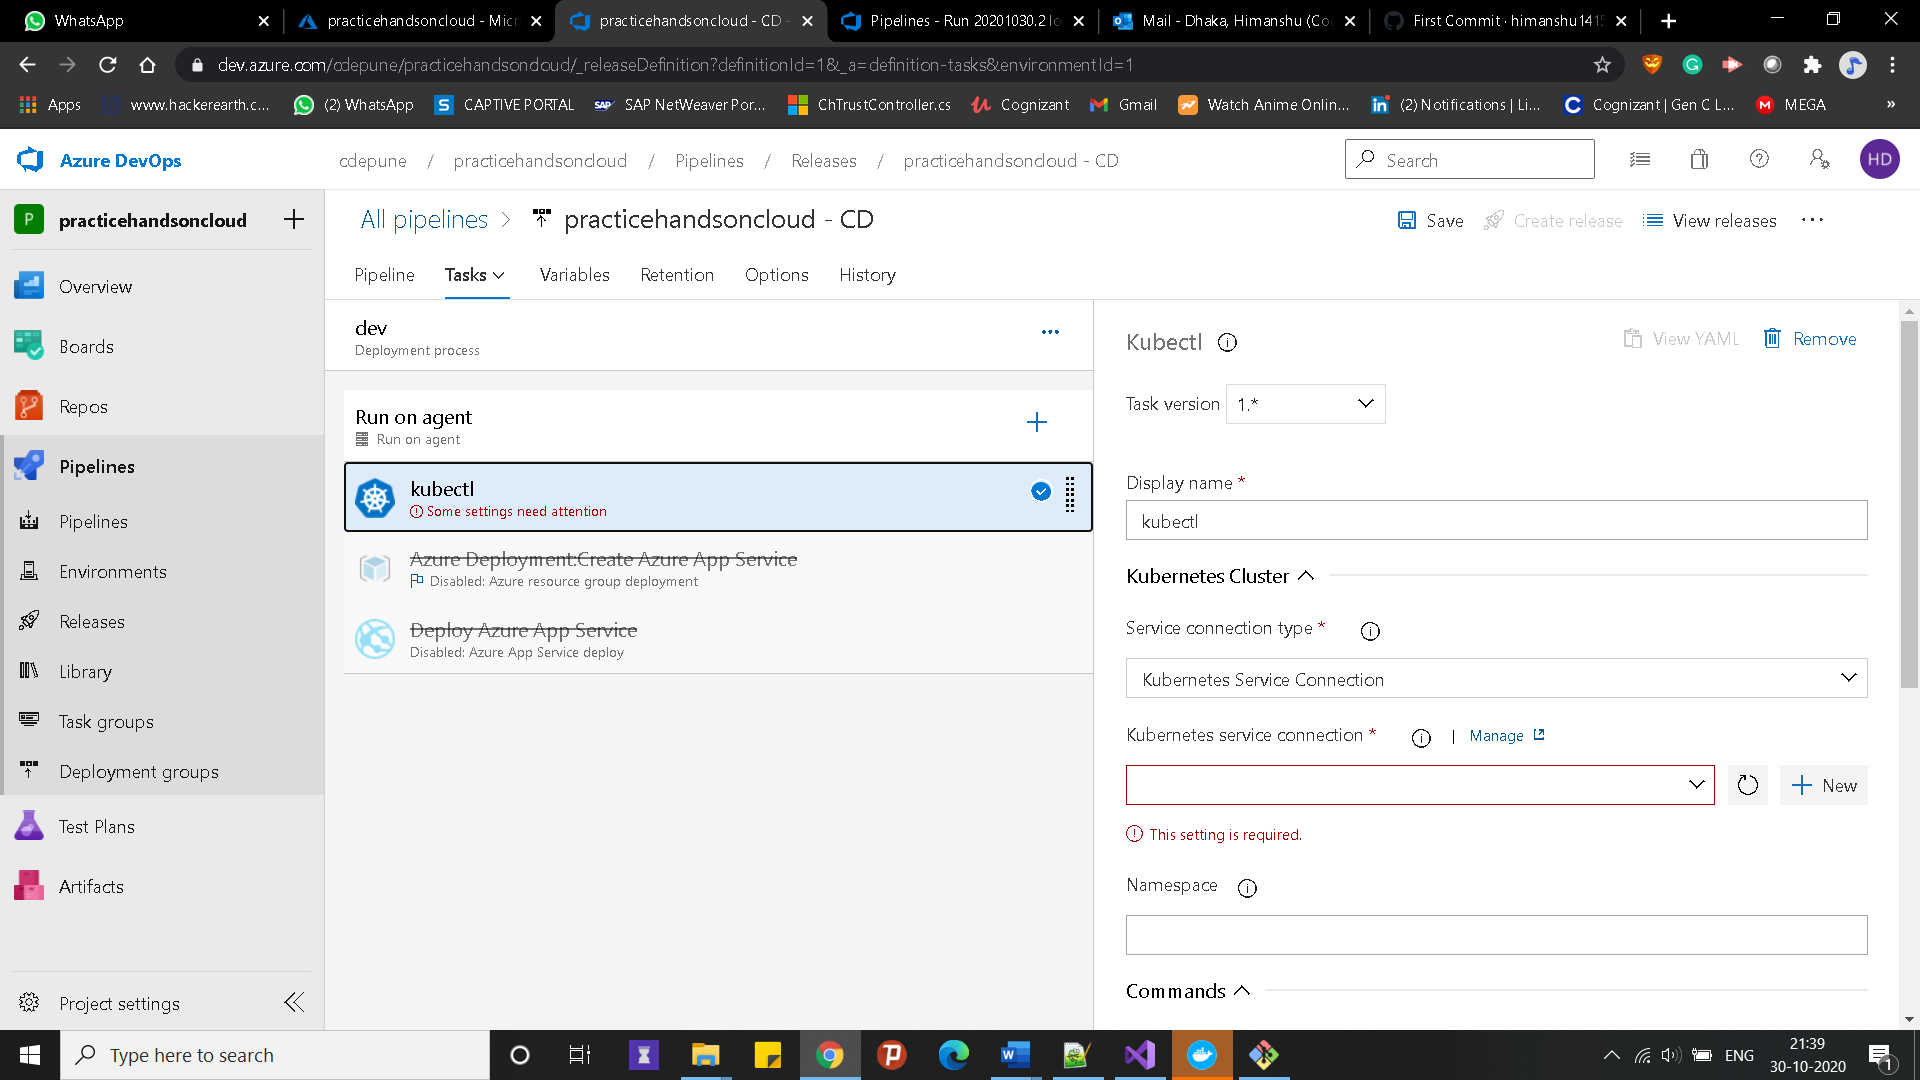 WhatsApp
practicehandsoncloud - Micr
practicehandsoncloud - CD -
Pipelines - Run 20201030.2 lo
Mail - Dhaka, Himanshu (Co
First Commit · himanshu141
dev.azure.com/cdepune/practicehandsoncloud/_releaseDefinition?definitionId=1&_a=definition-tasks&environmentId=1
Apps
www.hackerearth.c...
(2) WhatsApp
CAPTIVE PORTAL
SAP NetWeaver Por...
ChTrustController.cs
Cognizant
Gmail
Watch Anime Onlin...
(2) Notifications | Li...
Cognizant | Gen C L...
MEGA
»
Azure DevOps
cdepune / practicehandsoncloud / Pipelines / Releases / practicehandsoncloud - CD
Search
HD
P practicehandsoncloud
Overview
Boards
Repos
Pipelines
Pipelines
Environments
Releases
Library
Task groups
Deployment groups
Test Plans
Artifacts
Project settings
All pipelines > practicehandsoncloud - CD
Save
Create release
View releases
Pipeline
Tasks
Variables
Retention
Options
History
dev
Deployment process
Run on agent
Run on agent
kubectl
Some settings need attention
Azure Deployment:Create Azure App Service
Disabled: Azure resource group deployment
Deploy Azure App Service
Disabled: Azure App Service deploy
Kubectl
View YAML
Remove
Task version 1.*
Display name *
kubectl
Kubernetes Cluster
Service connection type *
Kubernetes Service Connection
Kubernetes service connection * | Manage
New
This setting is required.
Namespace
Commands
Type here to search
ENG
21:39
30-10-2020
1